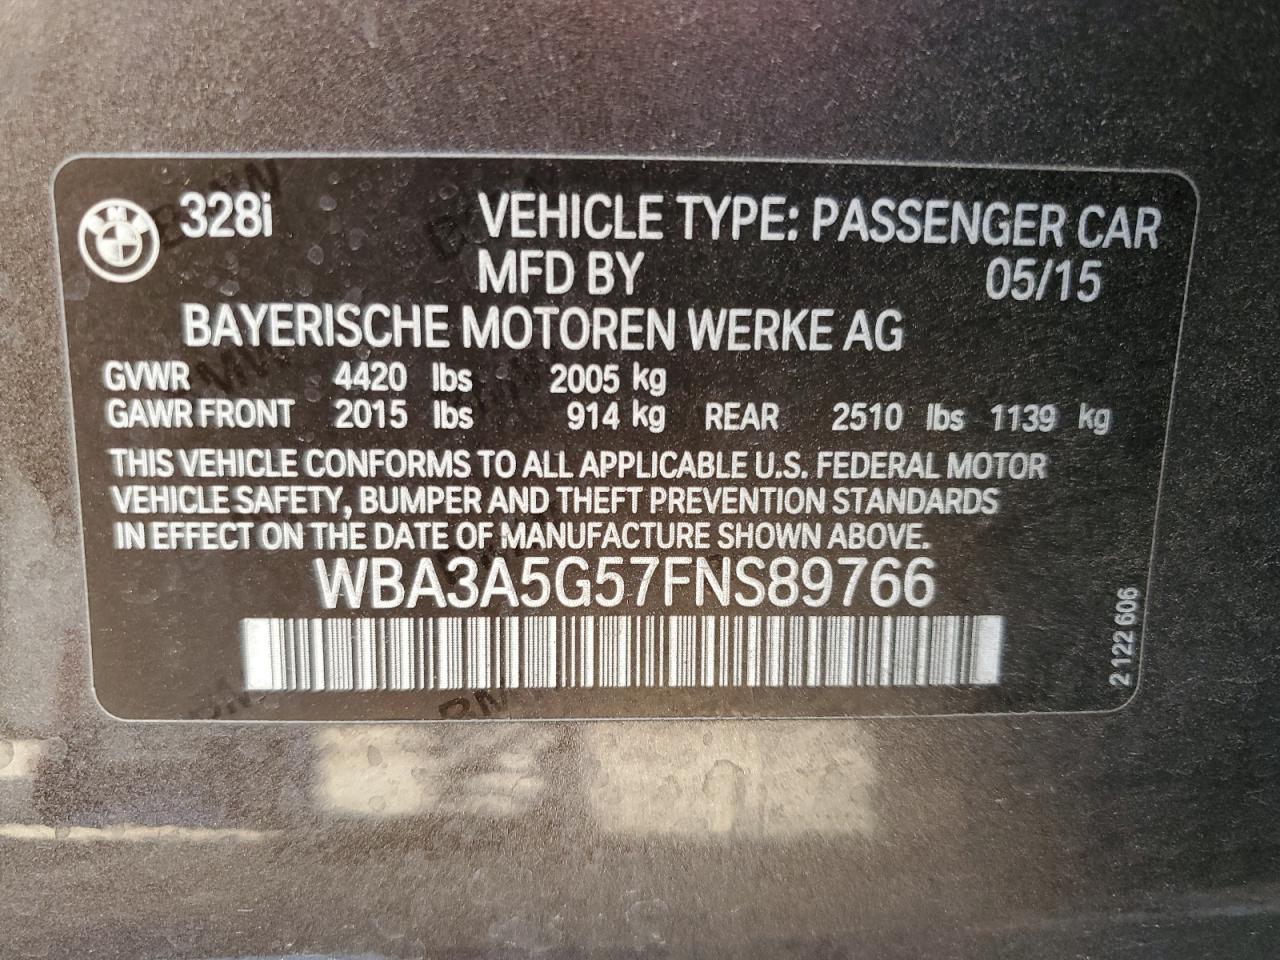 328i VEHICLE TYPE: PASSENGER CAR
MFD BY 05/15
BAYERISCHE MOTOREN WERKE AG
GVWR 4420 lbs 2005 kg
GAWR FRONT 2015 lbs 914 kg REAR 2510 lbs 1139 kg
THIS VEHICLE CONFORMS TO ALL APPLICABLE U.S. FEDERAL MOTOR
VEHICLE SAFETY, BUMPER AND THEFT PREVENTION STANDARDS
IN EFFECT ON THE DATE OF MANUFACTURE SHOWN ABOVE.
WBA3A5G57FNS89766
2 122 606